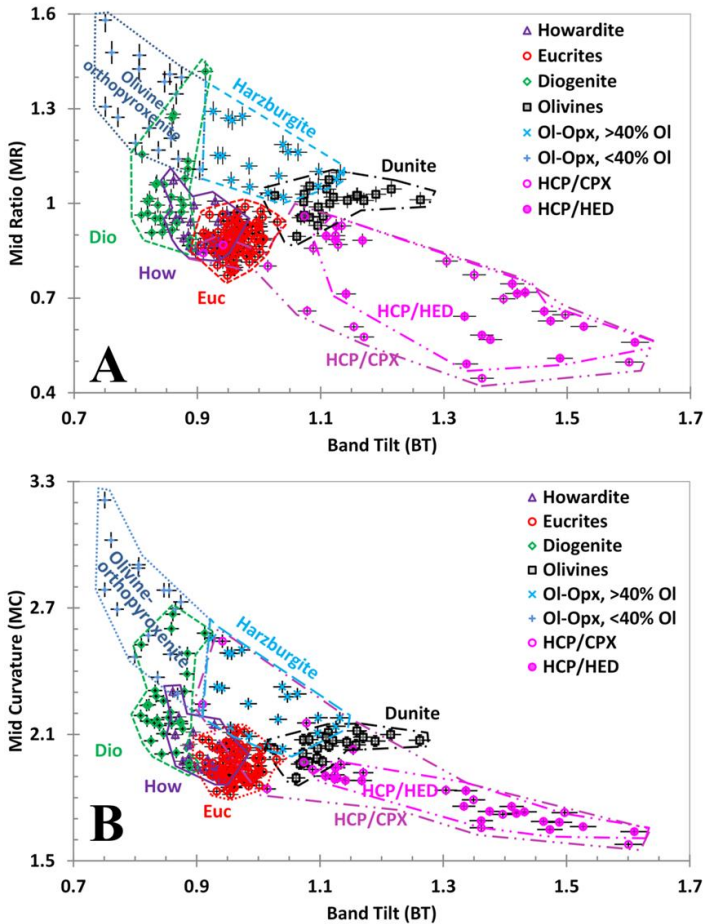 1.6
1.3
1
0.7
0.4
Mid Ratio (MR)
Howardite
Eucrites
Diogenite
Olivines
Ol-Opx, >40% Ol
Ol-Opx, <40% Ol
HCP/CPX
HCP/HED
Olivine-
orthopyroxenite
Harzburgite
Dunite
Dio
How
Euc
HCP/HED
HCP/CPX
A
0.7 0.9 1.1 1.3 1.5 1.7
Band Tilt (BT)
3.3
2.7
2.1
1.5
Mid Curvature (MC)
Howardite
Eucrites
Diogenite
Olivines
Ol-Opx, >40% Ol
Ol-Opx, <40% Ol
HCP/CPX
HCP/HED
Olivine-
orthopyroxenite
Harzburgite
Dunite
Dio
How
Euc
HCP/HED
HCP/CPX
B
0.7 0.9 1.1 1.3 1.5 1.7
Band Tilt (BT)